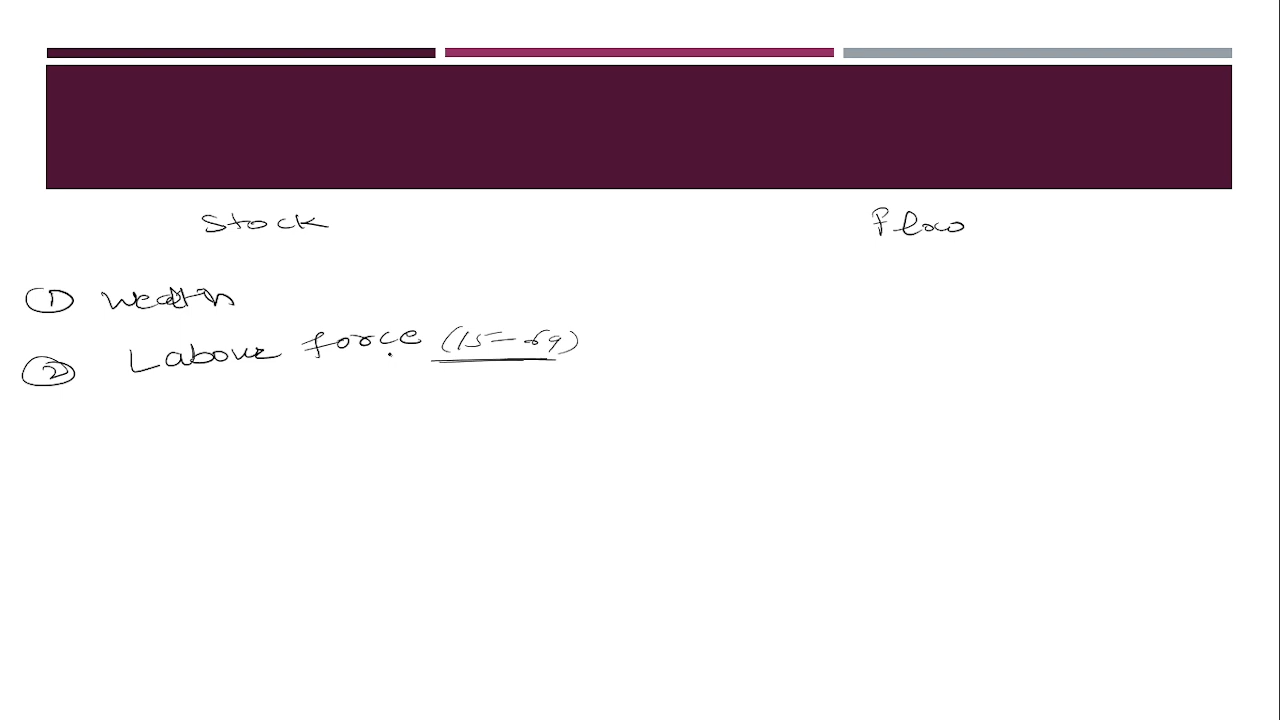 Stock Flow
① Wealth
② Labour force (15-69)